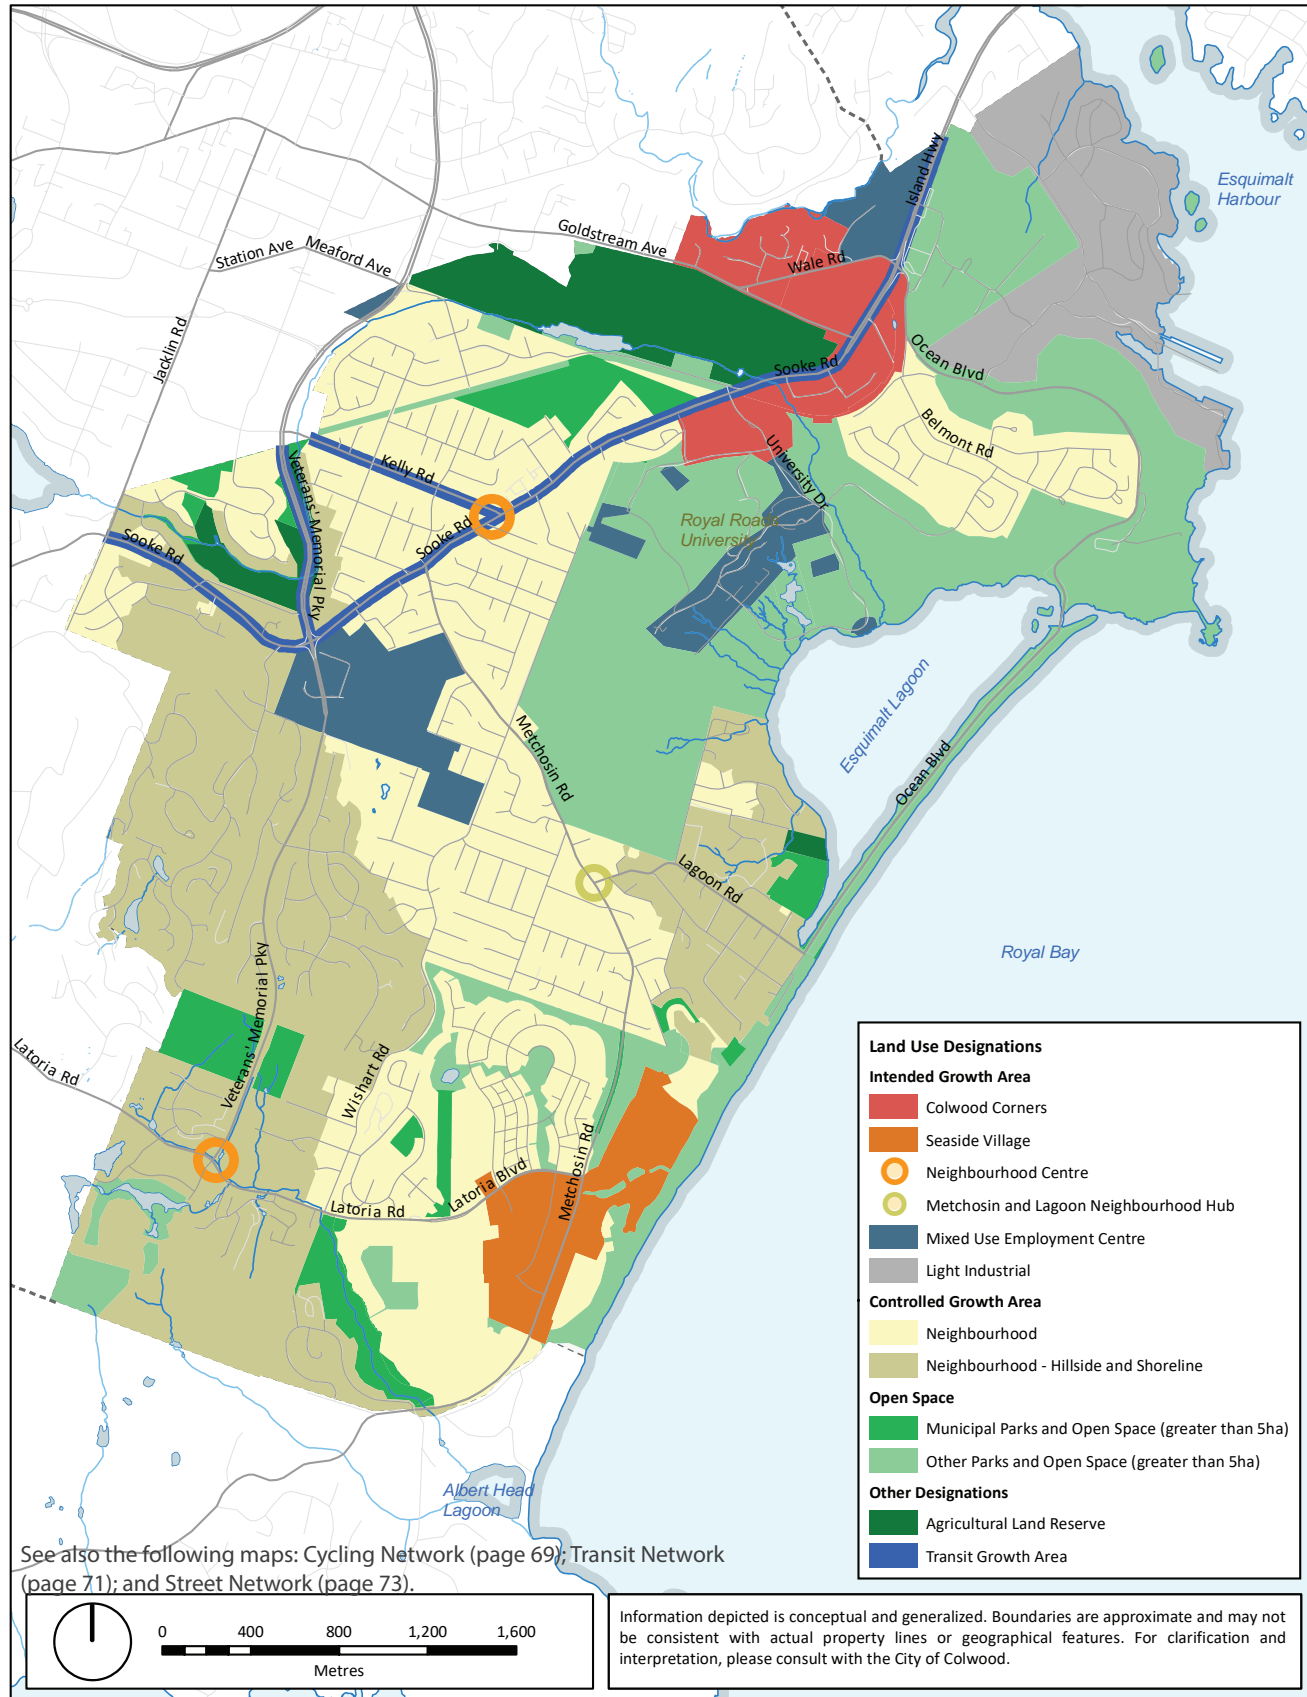 Esquimalt
Harbour
Island Hwy
Goldstream Ave
Wale Rd
Station Ave
Meaford Ave
Jacklin Rd
Ocean Blvd
Sooke Rd
Belmont Rd
University Dr
Kelly Rd
Veterans' Memorial Pky
Sooke Rd
Sooke Rd
Royal Roads
University
Esquimalt Lagoon
Metchosin Rd
Ocean Blvd
Lagoon Rd
Royal Bay
Veterans' Memorial Pky
Latoria Rd
Wishart Rd
Metchosin Rd
Latoria Blvd
Latoria Rd
Albert Head
Lagoon
Land Use Designations
Intended Growth Area
Colwood Corners
Seaside Village
Neighbourhood Centre
Metchosin and Lagoon Neighbourhood Hub
Mixed Use Employment Centre
Light Industrial
Controlled Growth Area
Neighbourhood
Neighbourhood - Hillside and Shoreline
Open Space
Municipal Parks and Open Space (greater than 5ha)
Other Parks and Open Space (greater than 5ha)
Other Designations
Agricultural Land Reserve
Transit Growth Area
See also the following maps: Cycling Network (page 69); Transit Network
(page 71); and Street Network (page 73).
0 400 800 1,200 1,600
Metres
Information depicted is conceptual and generalized. Boundaries are approximate and may not
be consistent with actual property lines or geographical features. For clarification and
interpretation, please consult with the City of Colwood.